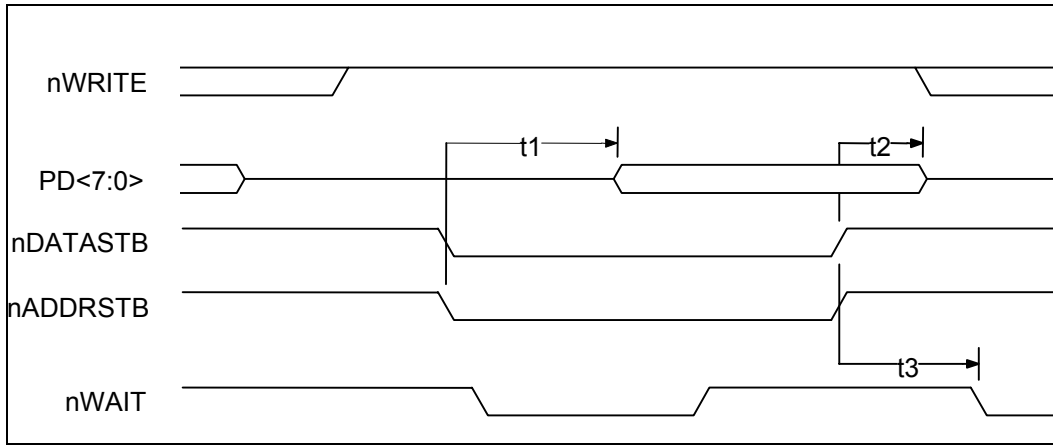 nWRITE
t1
t2
PD<7:0>
nDATASTB
nADDRSTB
t3
nWAIT